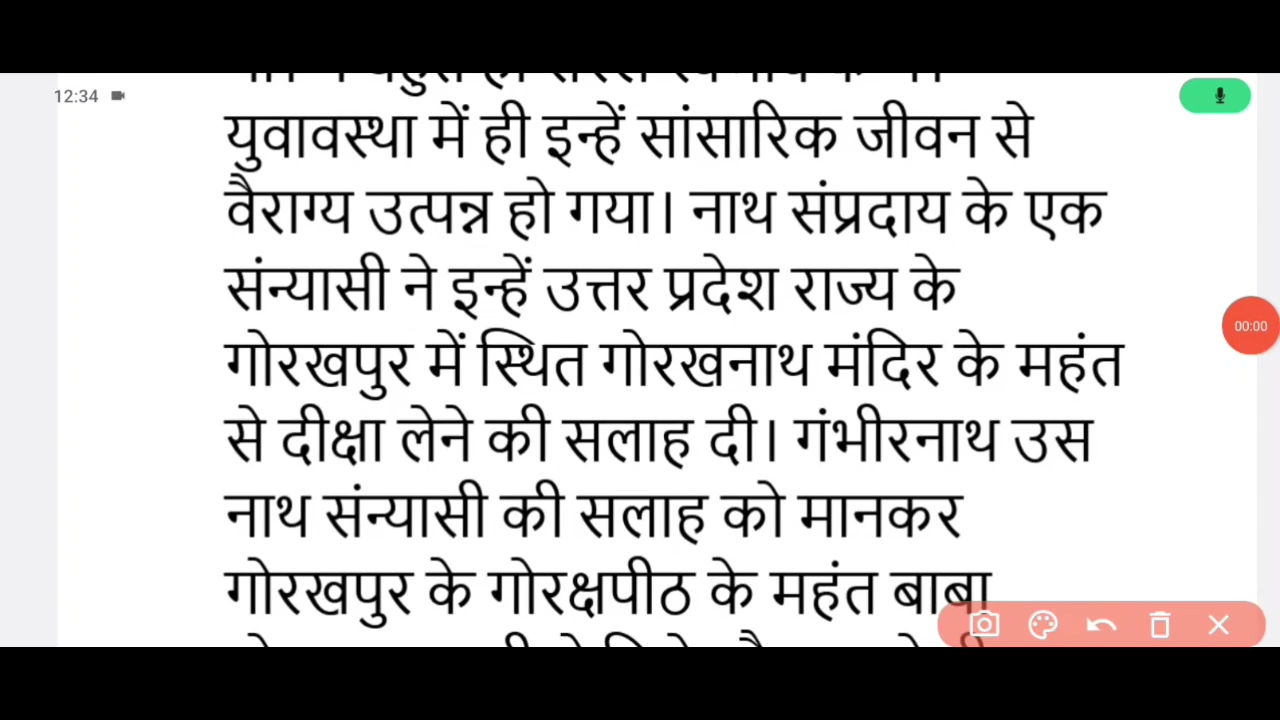 12:34
युवावस्था में ही इन्हें सांसारिक जीवन से
वैराग्य उत्पन्न हो गया। नाथ संप्रदाय के एक
संन्यासी ने इन्हें उत्तर प्रदेश राज्य के
00:00
गोरखपुर में स्थित गोरखनाथ मंदिर के महंत
से दीक्षा लेने की सलाह दी। गंभीरनाथ उस
नाथ संन्यासी की सलाह को मानकर
गोरखपुर के गोरक्षपीठ के महंत बाबा